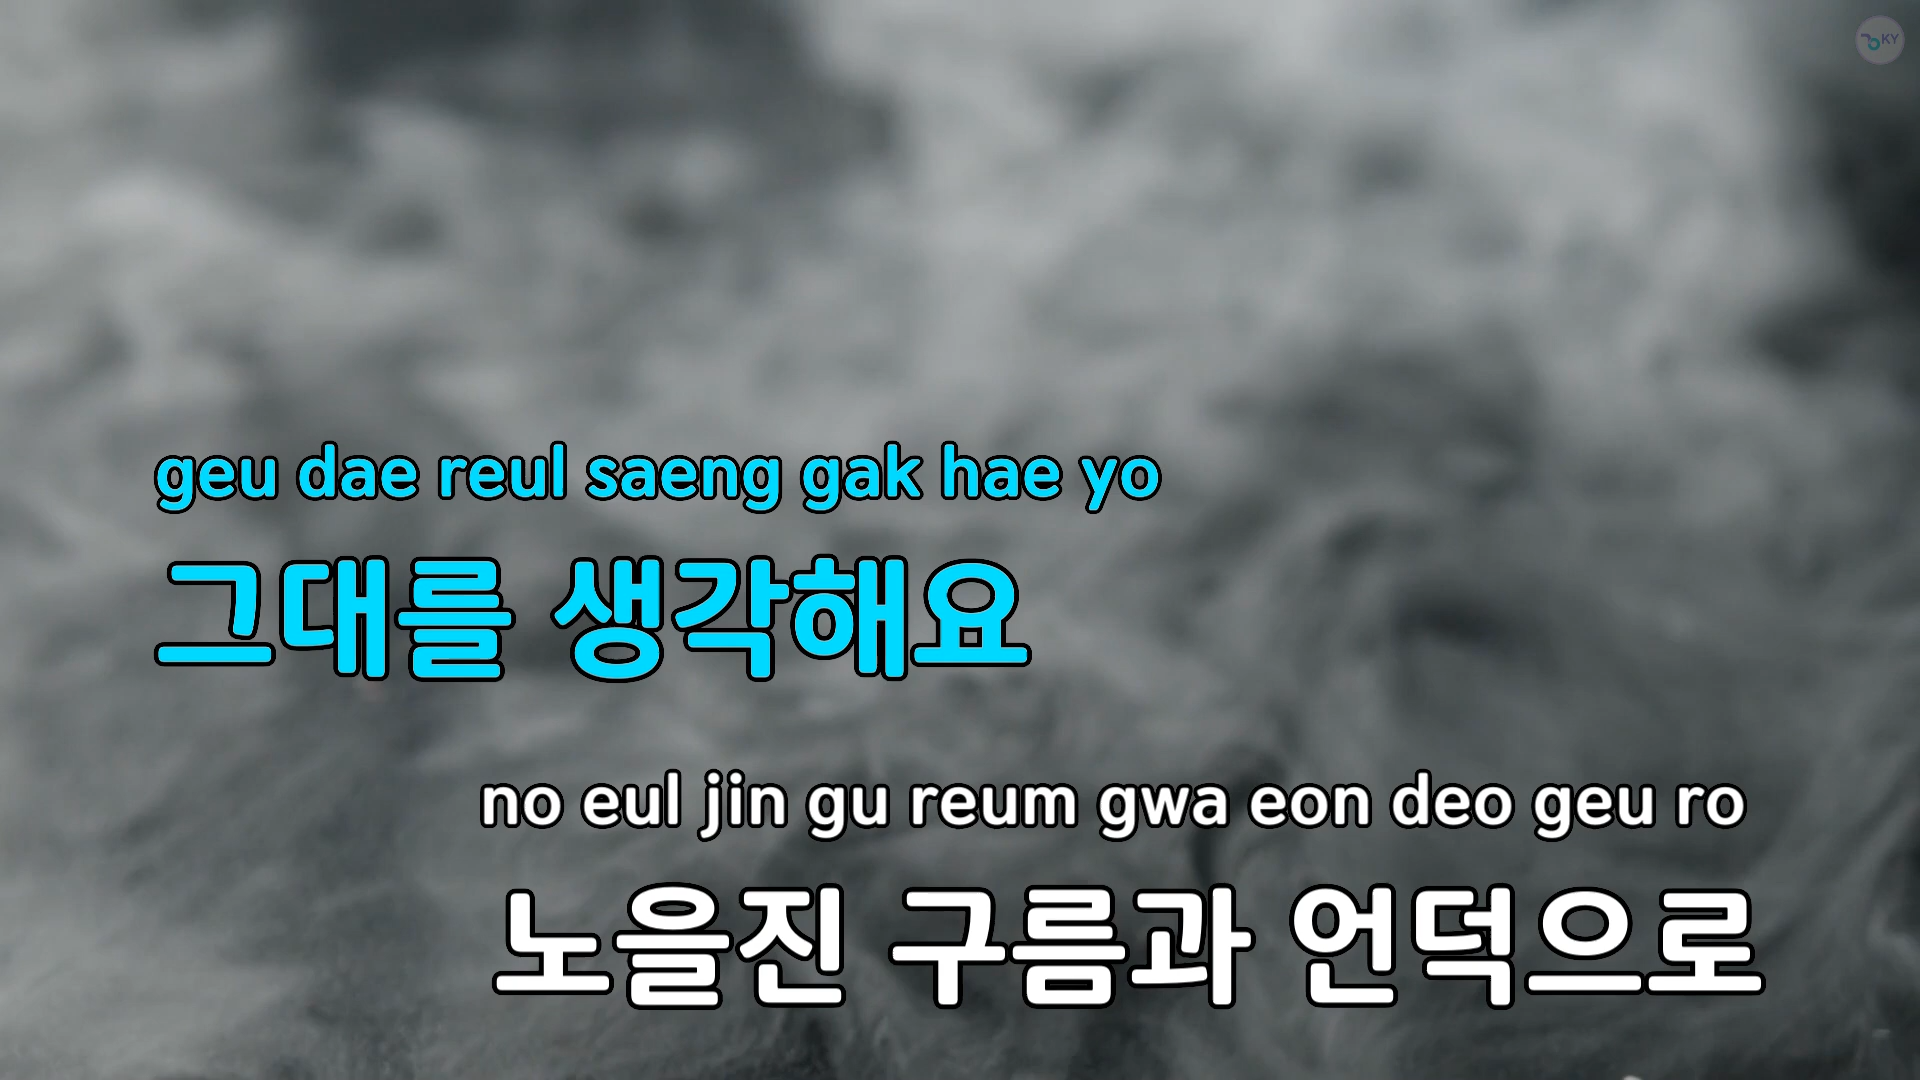 KY
geu dae reul saeng gak hae yo
그대를 생각해요
no eul jin gu reum gwa eon deo geu ro
노을진 구름과 언덕으로